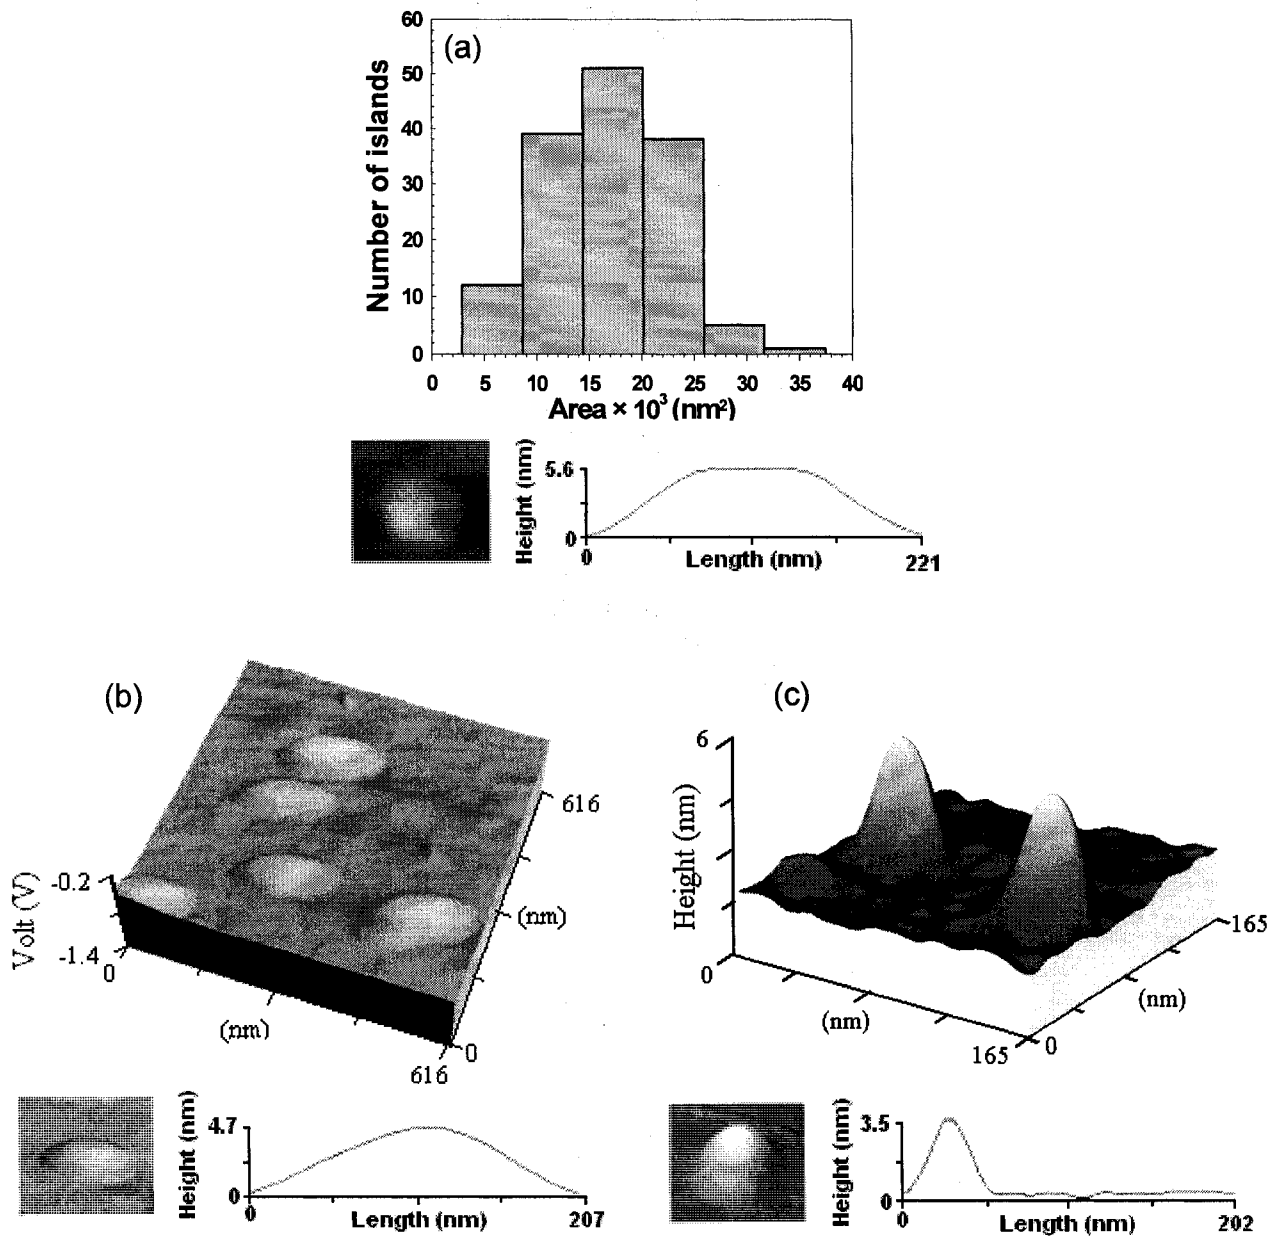 (a)
60
50
40
30
20
10
0
Number of islands
0 5 10 15 20 25 30 35 40
Area × 10³ (nm²)
Height (nm)
5.6
0
0 Length (nm) 221
(b)
616
(nm)
-0.2
Volt (V)
-1.4
0
(nm)
616
0
Height (nm)
4.7
0
0 Length (nm) 207
(c)
6
Height (nm)
0
(nm)
165
0
(nm)
165
Height (nm)
3.5
0
0 Length (nm) 202